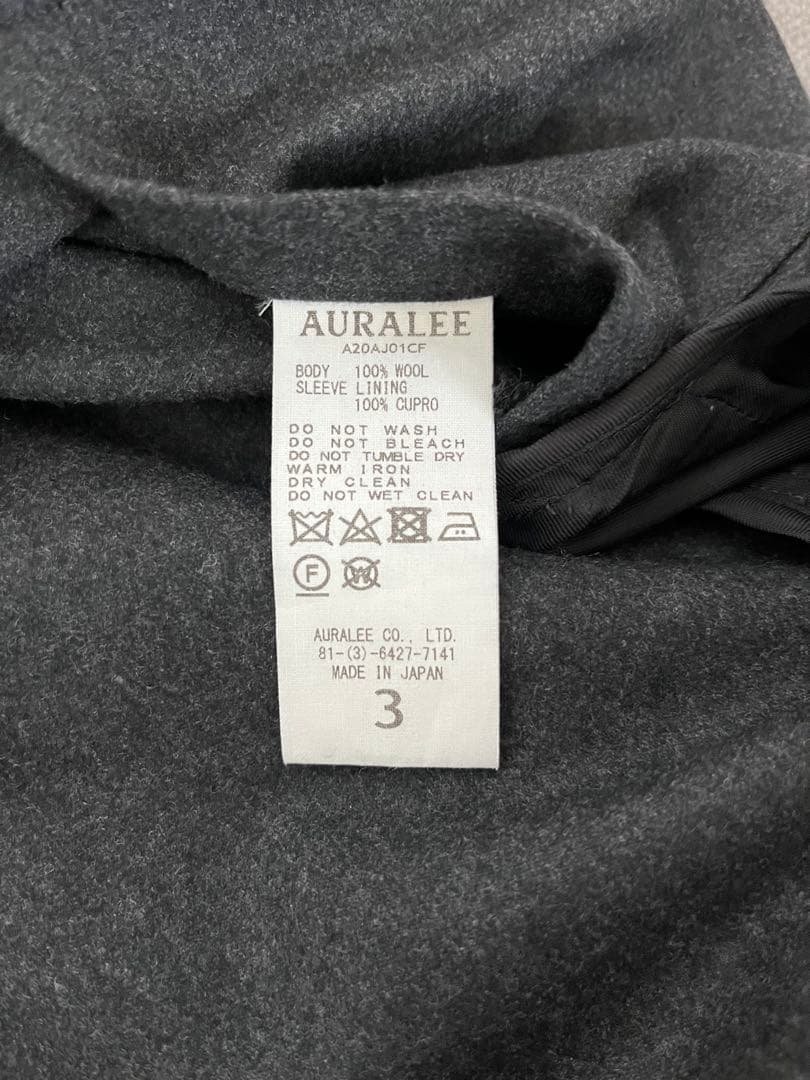 AURALEE
A20AJ01CF
BODY 100% WOOL
SLEEVE LINING
100% CUPRO
DO NOT WASH
DO NOT BLEACH
DO NOT TUMBLE DRY
WARM IRON
DRY CLEAN
DO NOT WET CLEAN
F W
AURALEE CO., LTD.
81-(3)-6427-7141
MADE IN JAPAN
3